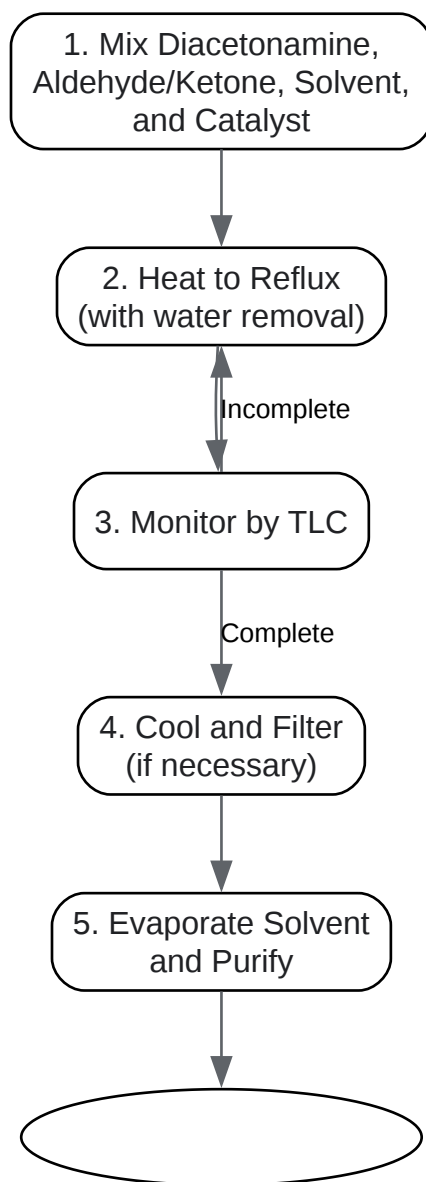 1. Mix Diacetonamine,
Aldehyde/Ketone, Solvent,
and Catalyst
2. Heat to Reflux
(with water removal)
Incomplete
3. Monitor by TLC
Complete
4. Cool and Filter
(if necessary)
5. Evaporate Solvent
and Purify